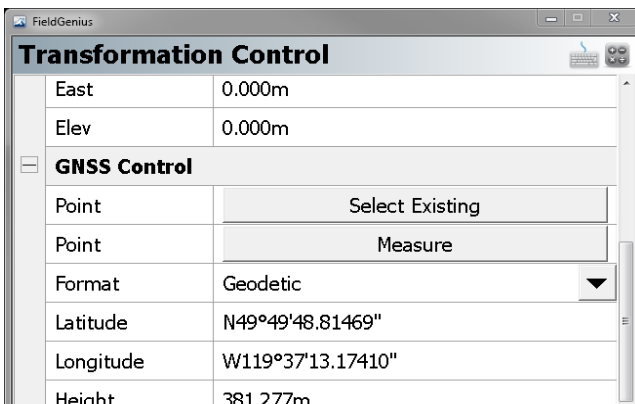 FieldGenius
Transformation Control
East 0.000m
Elev 0.000m
GNSS Control
Point Select Existing
Point Measure
Format Geodetic
Latitude N49°49'48.81469"
Longitude W119°37'13.17410"
Height 381.277m